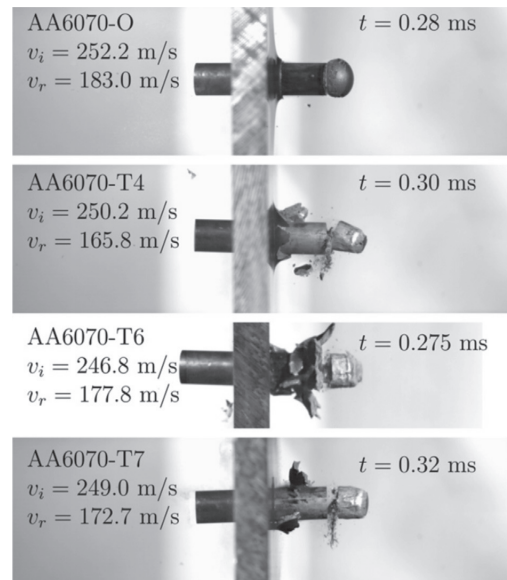 AA6070-O
v_i = 252.2 m/s
v_r = 183.0 m/s
t = 0.28 ms
AA6070-T4
v_i = 250.2 m/s
v_r = 165.8 m/s
t = 0.30 ms
AA6070-T6
v_i = 246.8 m/s
v_r = 177.8 m/s
t = 0.275 ms
AA6070-T7
v_i = 249.0 m/s
v_r = 172.7 m/s
t = 0.32 ms